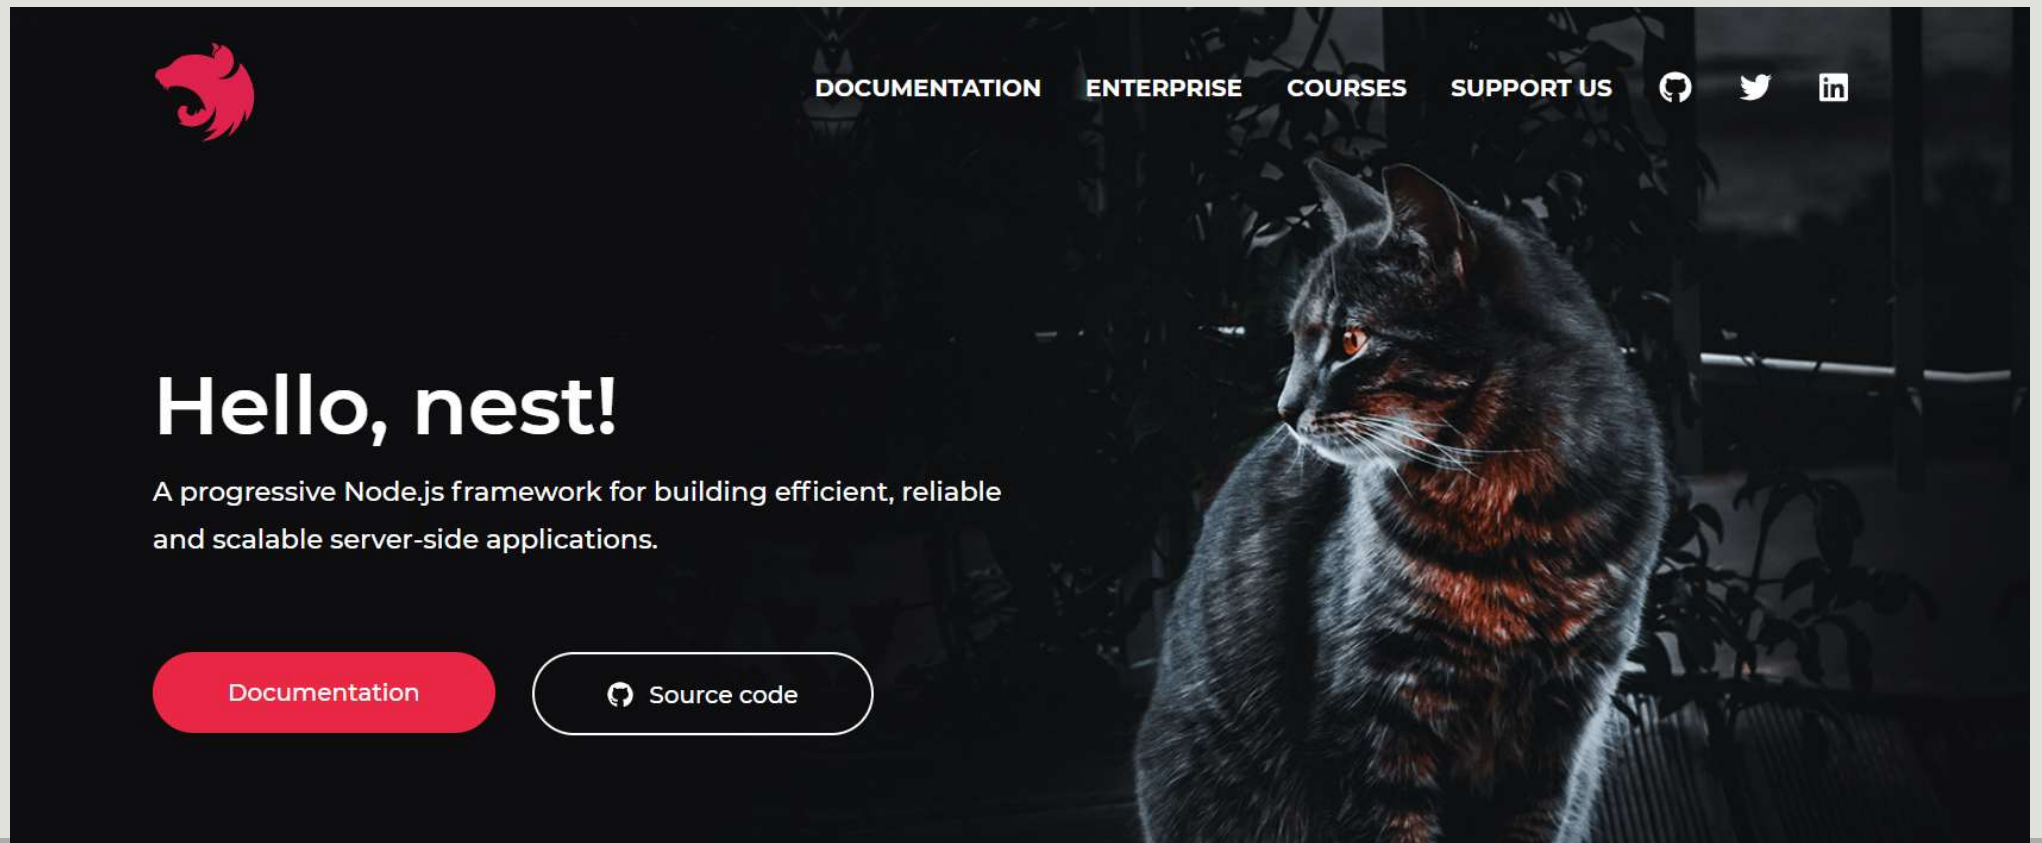 DOCUMENTATION ENTERPRISE COURSES SUPPORT US
Hello, nest!
A progressive Node.js framework for building efficient, reliable
and scalable server-side applications.
Documentation
Source code